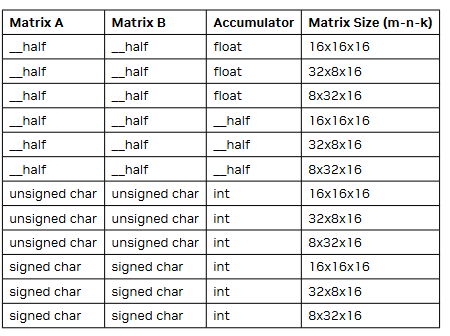 Matrix A Matrix B Accumulator Matrix Size (m-n-k)
__half __half float 16x16x16
__half __half float 32x8x16
__half __half float 8x32x16
__half __half __half 16x16x16
__half __half __half 32x8x16
__half __half __half 8x32x16
unsigned char unsigned char int 16x16x16
unsigned char unsigned char int 32x8x16
unsigned char unsigned char int 8x32x16
signed char signed char int 16x16x16
signed char signed char int 32x8x16
signed char signed char int 8x32x16